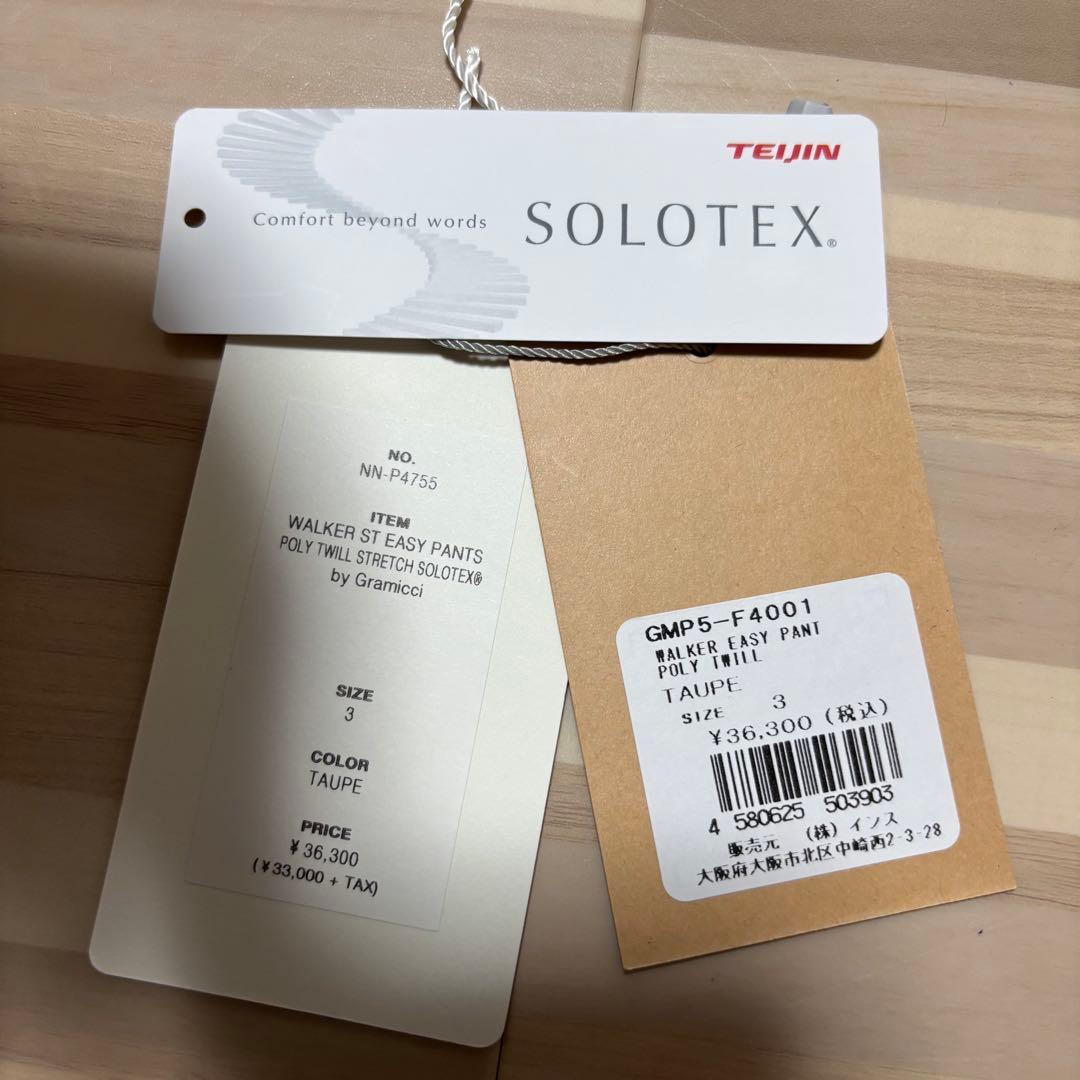 TEIJIN
Comfort beyond words
SOLOTEX®
NO.
NN-P4755
ITEM
WALKER ST EASY PANTS
POLY TWILL STRETCH SOLOTEX®
by Gramicci
SIZE
3
COLOR
TAUPE
PRICE
¥36,300
(¥33,000 + TAX)
GMP5-F4001
WALKER EASY PANT
POLY TWILL
TAUPE
SIZE 3
¥36,300(税込)
4 580625 503903
販売元 (株)インス
大阪府大阪市北区中崎西2-3-28